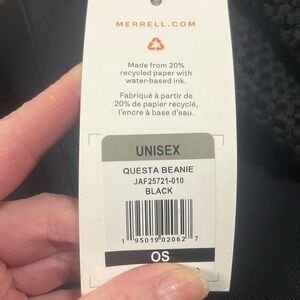 MERRELL.COM
Made from 20%
recycled paper with
water-based ink.
Fabriqué à partir de
20% de papier recyclé,
l'encre à base d'eau.
UNISEX
QUESTA BEANIE
JAF25721-010
BLACK
1 95019 02062 7
OS